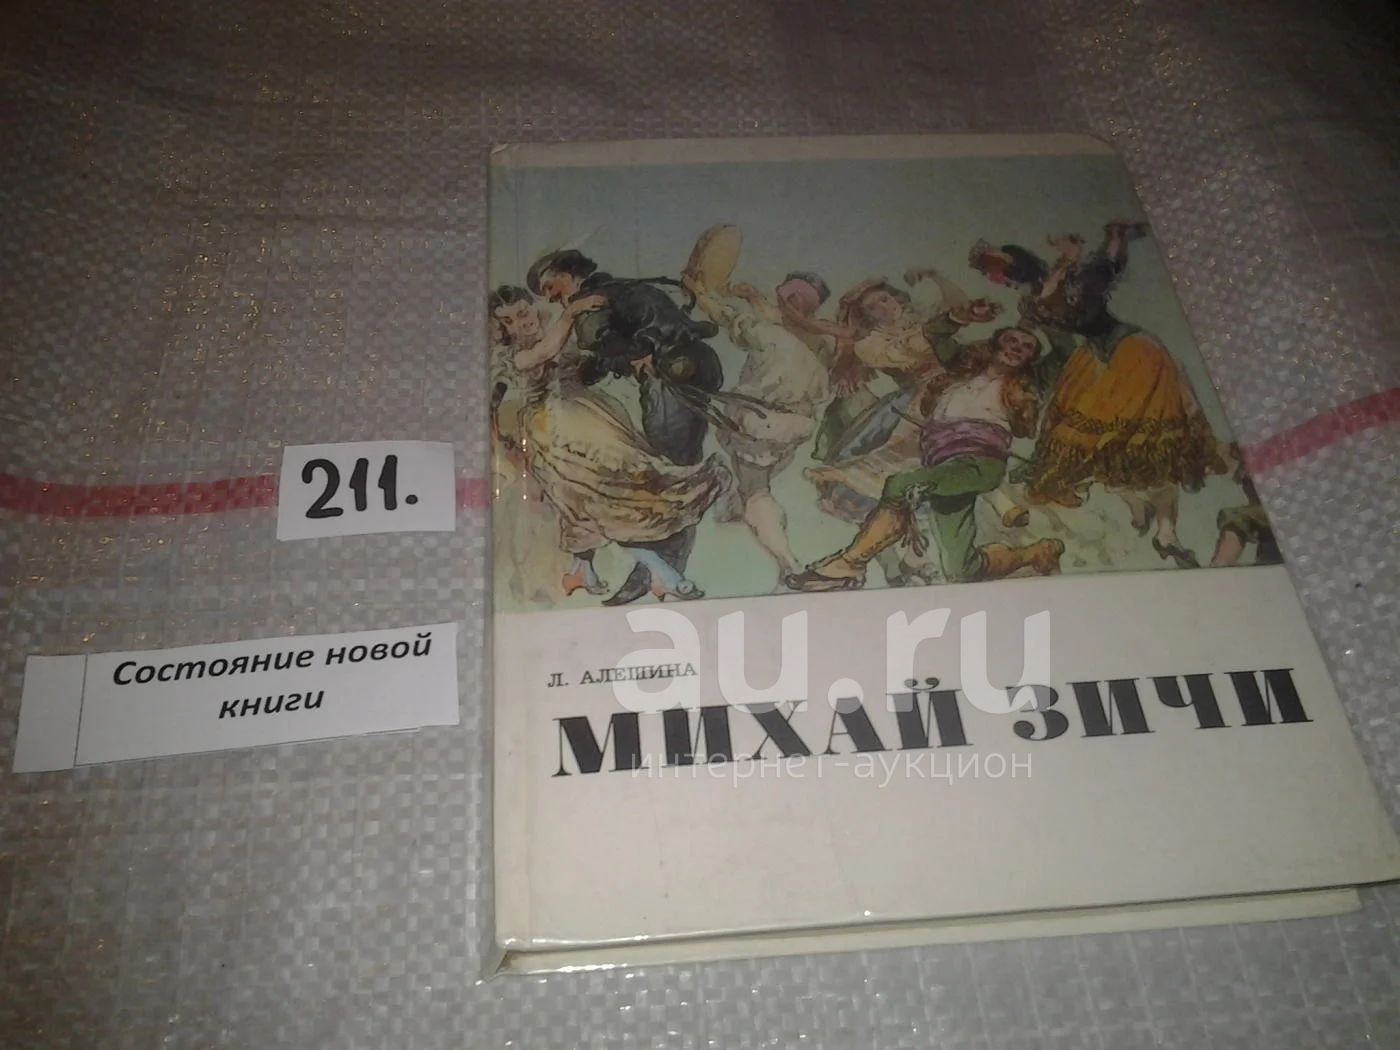 211.
Состояние новой
книги
Л. АЛЕШИНА
МИХАЙ ЗИЧИ
au.ru
интернет-аукцион